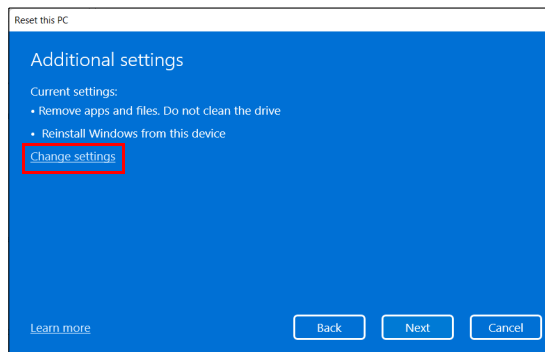 Reset this PC
Additional settings
Current settings:
• Remove apps and files. Do not clean the drive
• Reinstall Windows from this device
Change settings
Learn more
Back
Next
Cancel